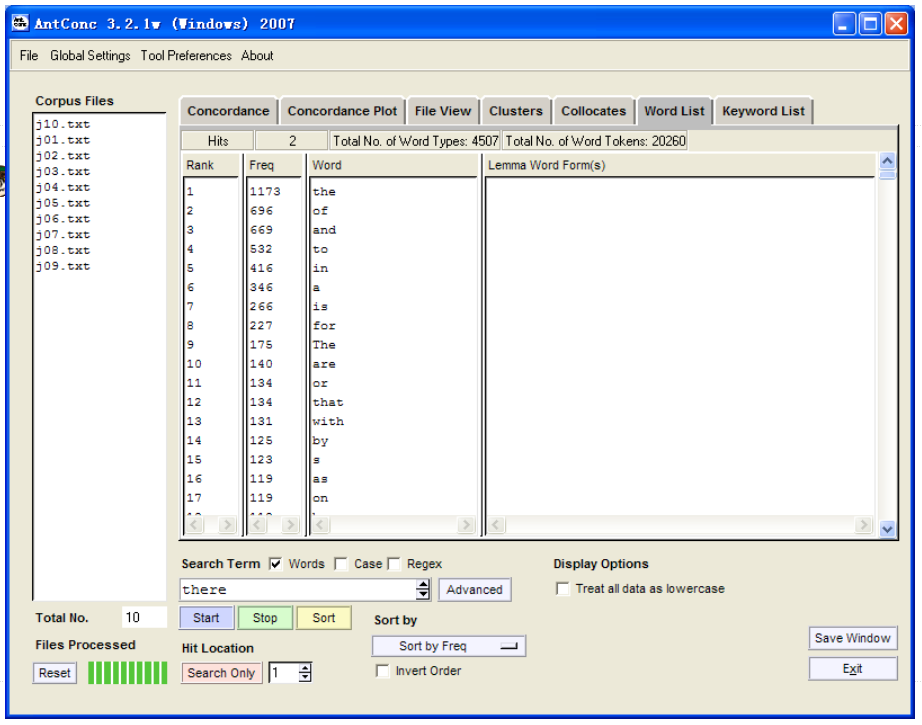 AntConc 3.2.1w (Windows) 2007
File Global Settings Tool Preferences About
Corpus Files
j10.txt
j01.txt
j02.txt
j03.txt
j04.txt
j05.txt
j06.txt
j07.txt
j08.txt
j09.txt
Total No. 10
Files Processed
Reset
Concordance Concordance Plot File View Clusters Collocates Word List Keyword List
Hits 2 Total No. of Word Types: 4507 Total No. of Word Tokens: 20260
Rank Freq Word Lemma Word Form(s)
1 1173 the
2 696 of
3 669 and
4 532 to
5 416 in
6 346 a
7 266 is
8 227 for
9 175 The
10 140 are
11 134 or
12 134 that
13 131 with
14 125 by
15 123 s
16 119 as
17 119 on
Search Term Words Case Regex
there Advanced
Start Stop Sort
Hit Location
Search Only 1
Sort by
Sort by Freq
Invert Order
Display Options
Treat all data as lowercase
Save Window
Exit